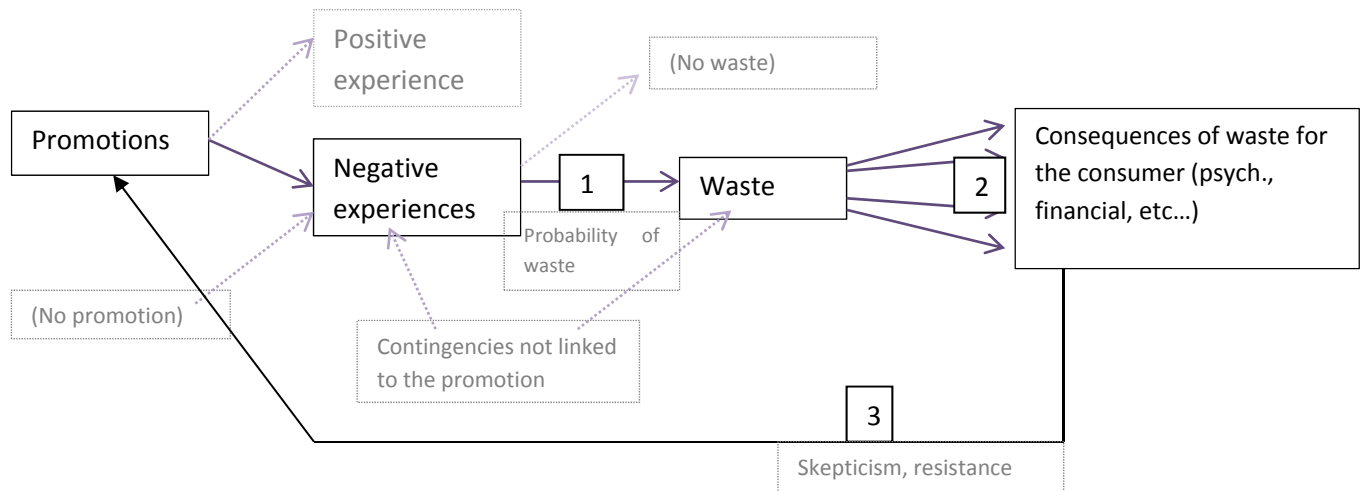 Positive
experience
(No waste)
Promotions
Consequences of waste for
the consumer (psych.,
financial, etc...)
Negative
experiences
1
Waste
2
Probability of
waste
(No promotion)
Contingencies not linked
to the promotion
3
Skepticism, resistance